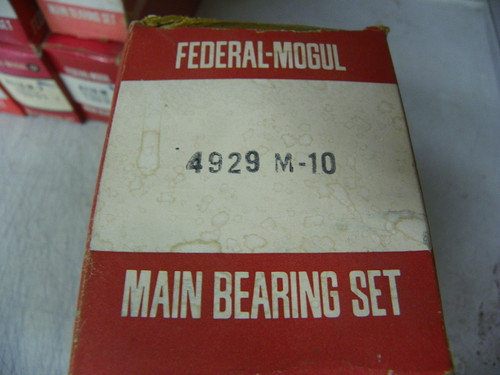 FEDERAL-MOGUL
4929 M-10
MAIN BEARING SET